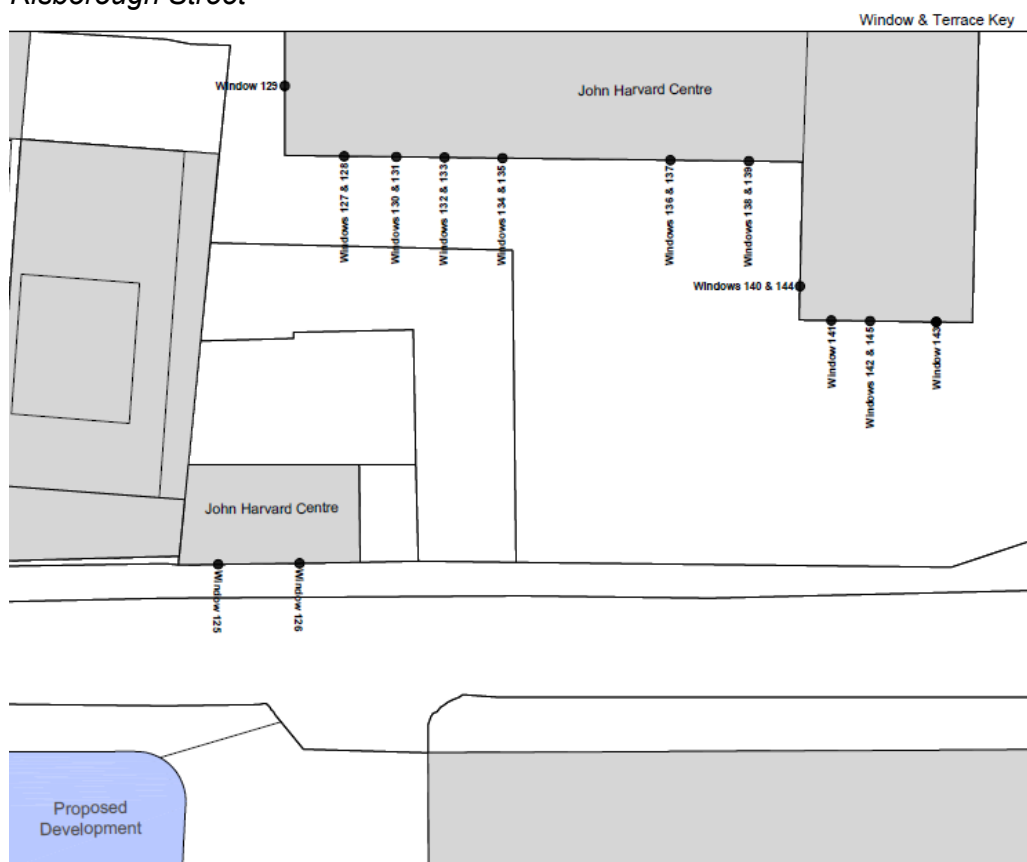 Risborough Street
Window & Terrace Key
Window 129
John Harvard Centre
Windows 127 & 128
Windows 130 & 131
Windows 132 & 133
Windows 134 & 135
Windows 136 & 137
Windows 138 & 139
Windows 140 & 144
Window 141
Windows 142 & 145
Window 143
John Harvard Centre
Window 125
Window 126
Proposed
Development